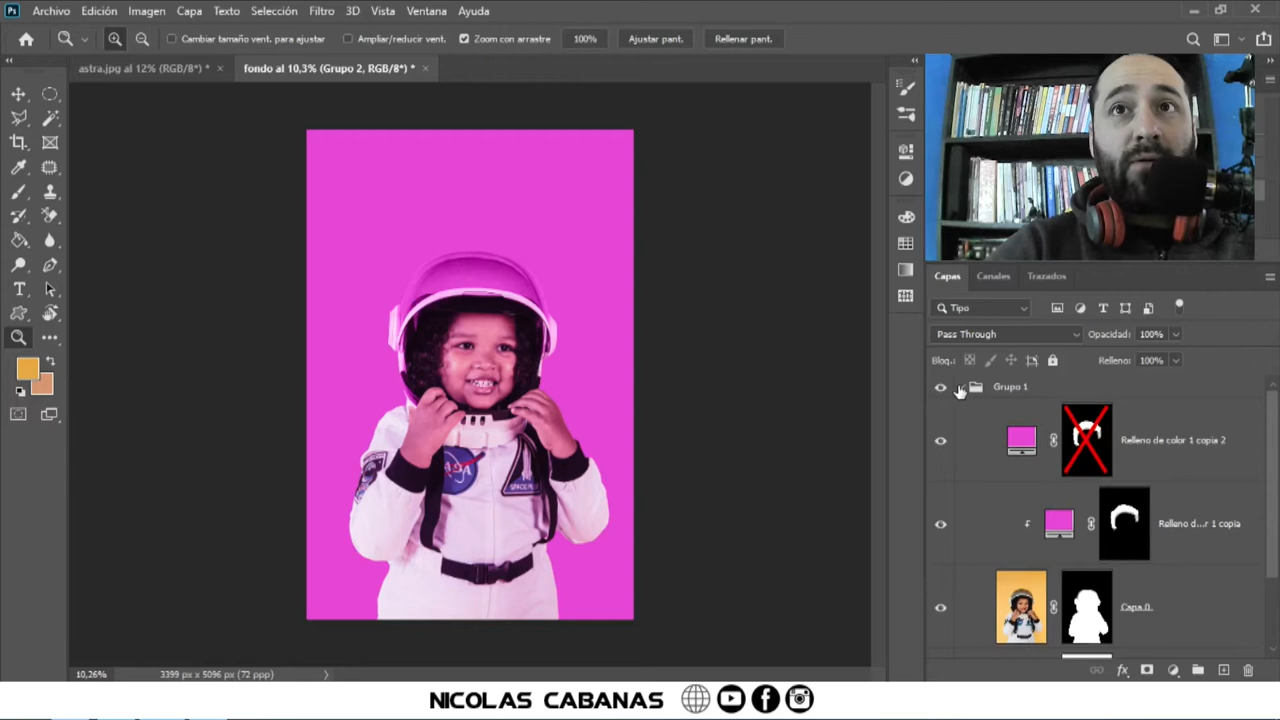 Ps Archivo Edición Imagen Capa Texto Selección Filtro 3D Vista Ventana Ayuda
Cambiar tamaño vent. para ajustar Ampliar/reducir vent. Zoom con arrastre 100% Ajustar pant. Rellenar pant.
astra.jpg al 12% (RGB/8*) * × fondo al 10,3% (Grupo 2, RGB/8*) * ×
Capas Canales Trazados
Tipo
Pass Through Opacidad: 100%
Bloq.: Relleno: 100%
Grupo 1
Relleno de color 1 copia 2
Relleno d...r 1 copia
Capa 0
NASA
10,26% 3399 px x 5096 px (72 ppp)
NICOLAS CABANAS